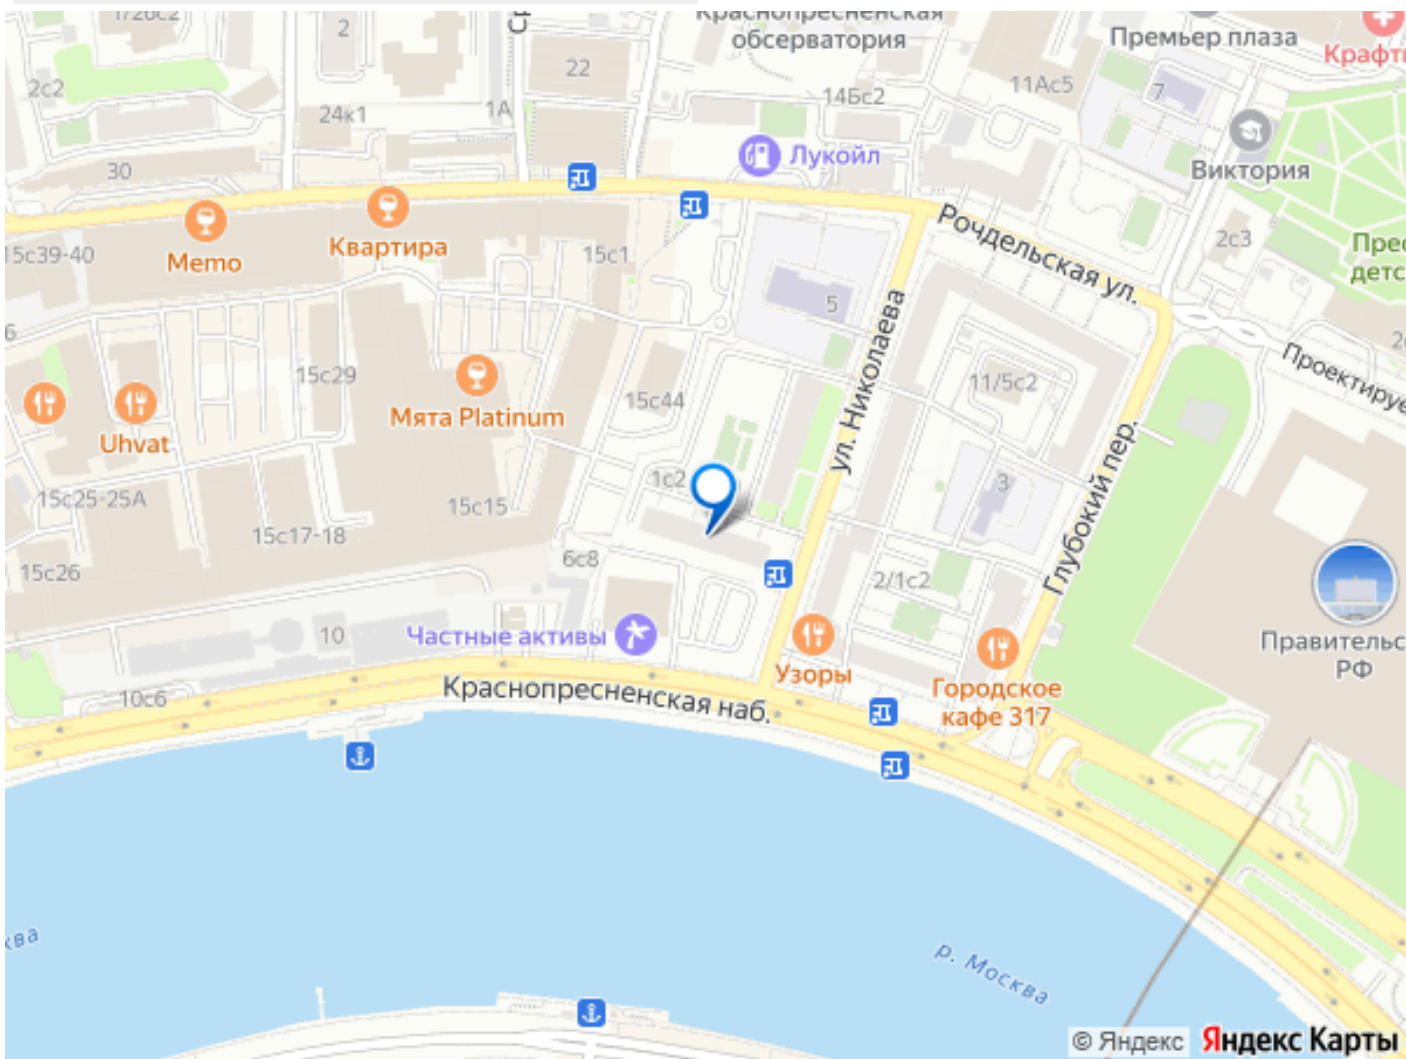 1/26с2
2
Краснопресненская
обсерватория
Премьер плаза
22
2с2
11Ас5
7
14Бс2
24к1
1А
Лукойл
Виктория
30
Рочдельская ул.
2с3
15с39-40
Memo
Квартира
15с1
5
ул. Николаева
6
15с29
11/5с2
15с44
Uhvat
Мята Platinum
1с2
3
Глубокий пер.
15с25-25А
15с15
15с17-18
6с8
15с26
2/1с2
10
Частные активы
Узоры
Городское
кафе 317
РФ
10с6
Краснопресненская наб.
р. Москва
© Яндекс
Яндекс Карты